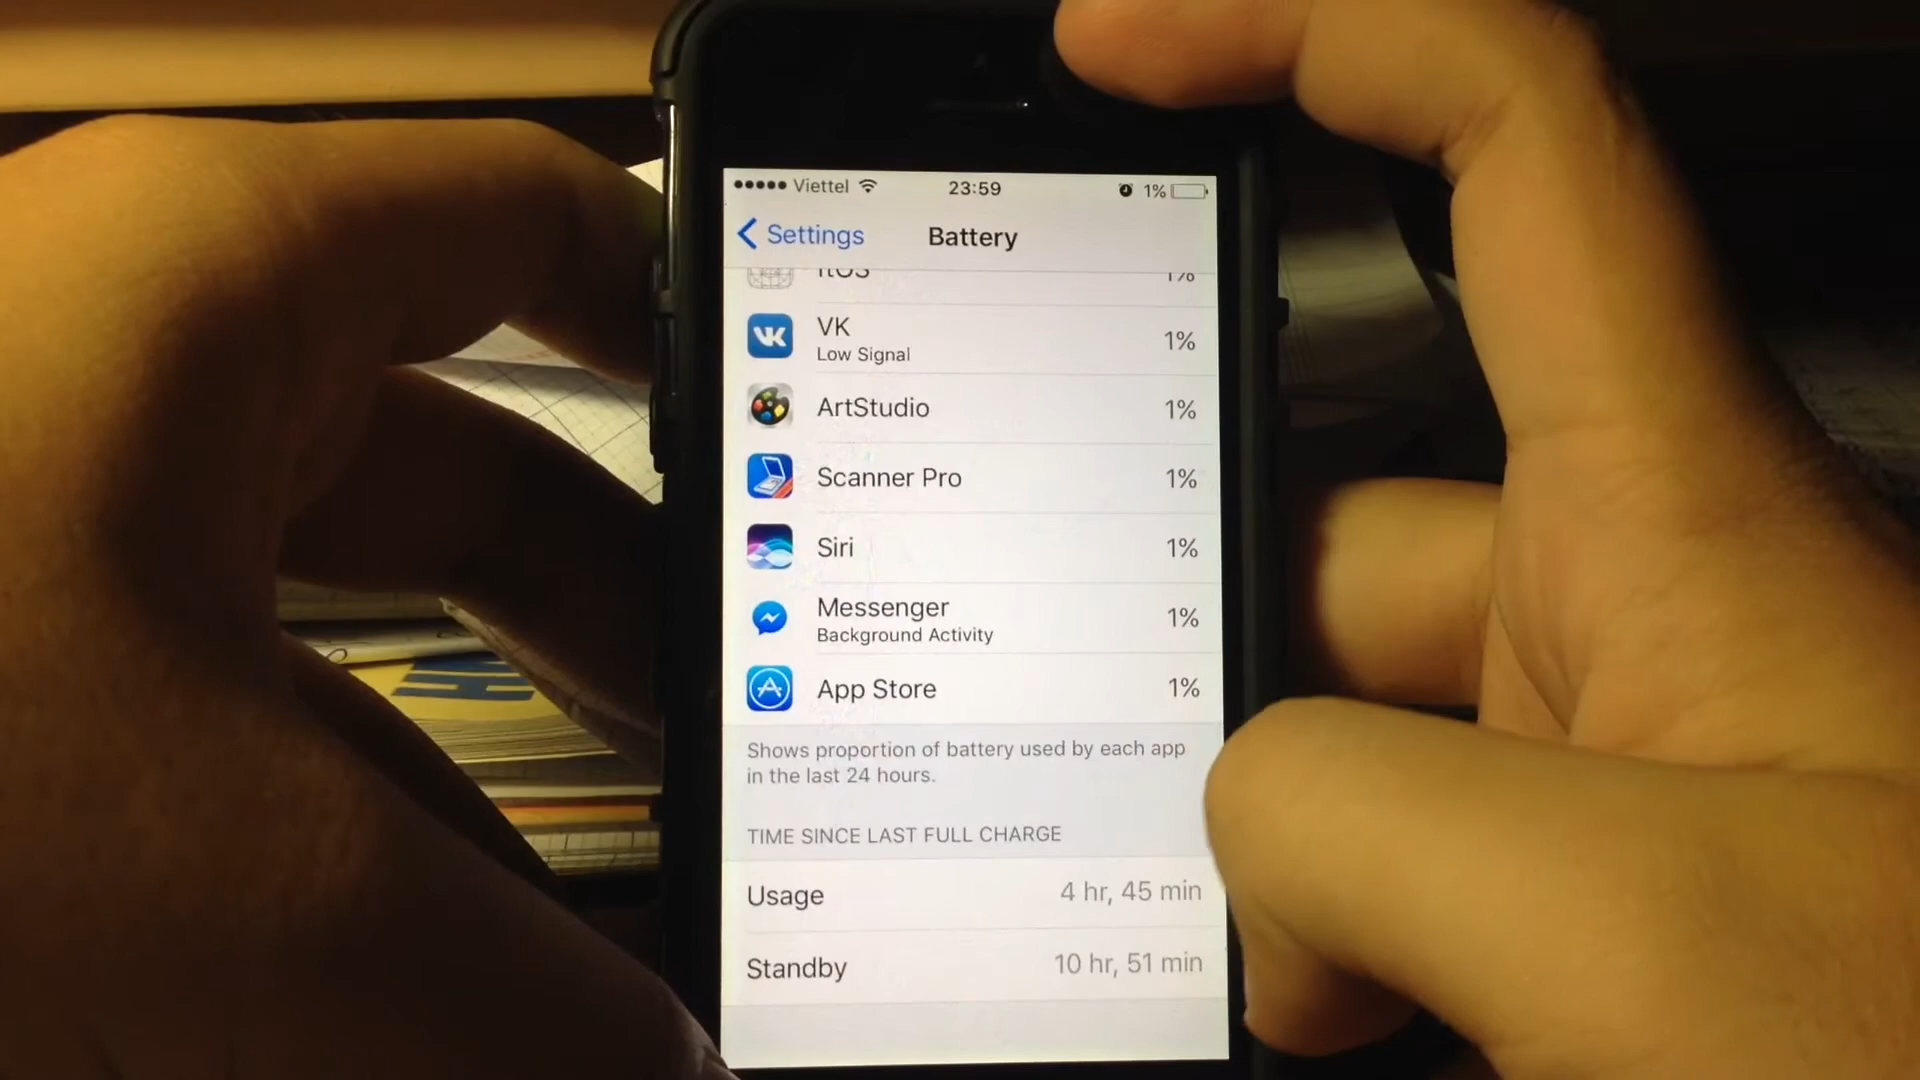 Viettel 23:59 1%
Settings Battery
VK 1%
Low Signal
ArtStudio 1%
Scanner Pro 1%
Siri 1%
Messenger 1%
Background Activity
App Store 1%
Shows proportion of battery used by each app
in the last 24 hours.
TIME SINCE LAST FULL CHARGE
Usage 4 hr, 45 min
Standby 10 hr, 51 min